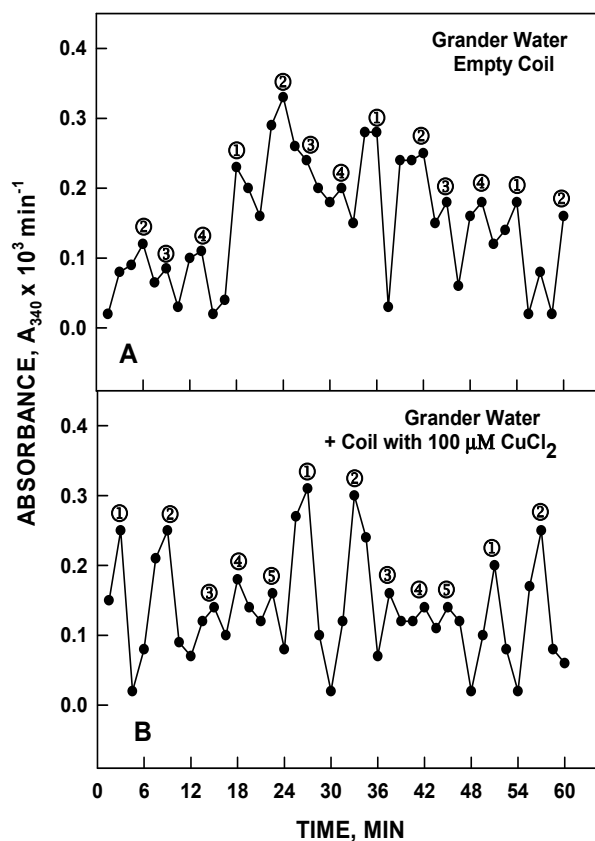 Grander Water
Empty Coil
0.4
0.3
0.2
0.1
0.0
② ③ ④ ① ② ③ ④ ① ② ③ ④ ① ②
A
ABSORBANCE, A₃₄₀ x 10³ min⁻¹
Grander Water
+ Coil with 100 μM CuCl₂
0.4
0.3
0.2
0.1
0.0
① ② ③ ④ ⑤ ① ② ③ ④ ⑤ ① ②
B
0 6 12 18 24 30 36 42 48 54 60
TIME, MIN